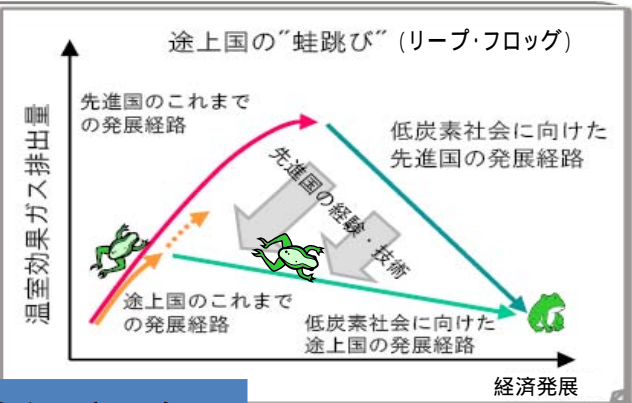 途上国の"蛙跳び" (リープ・フロッグ)
先進国のこれまで
の発展経路
低炭素社会に向けた
先進国の発展経路
先進国の経験・技術
温室効果ガス排出量
途上国のこれまで
の発展経路
低炭素社会に向けた
途上国の発展経路
経済発展